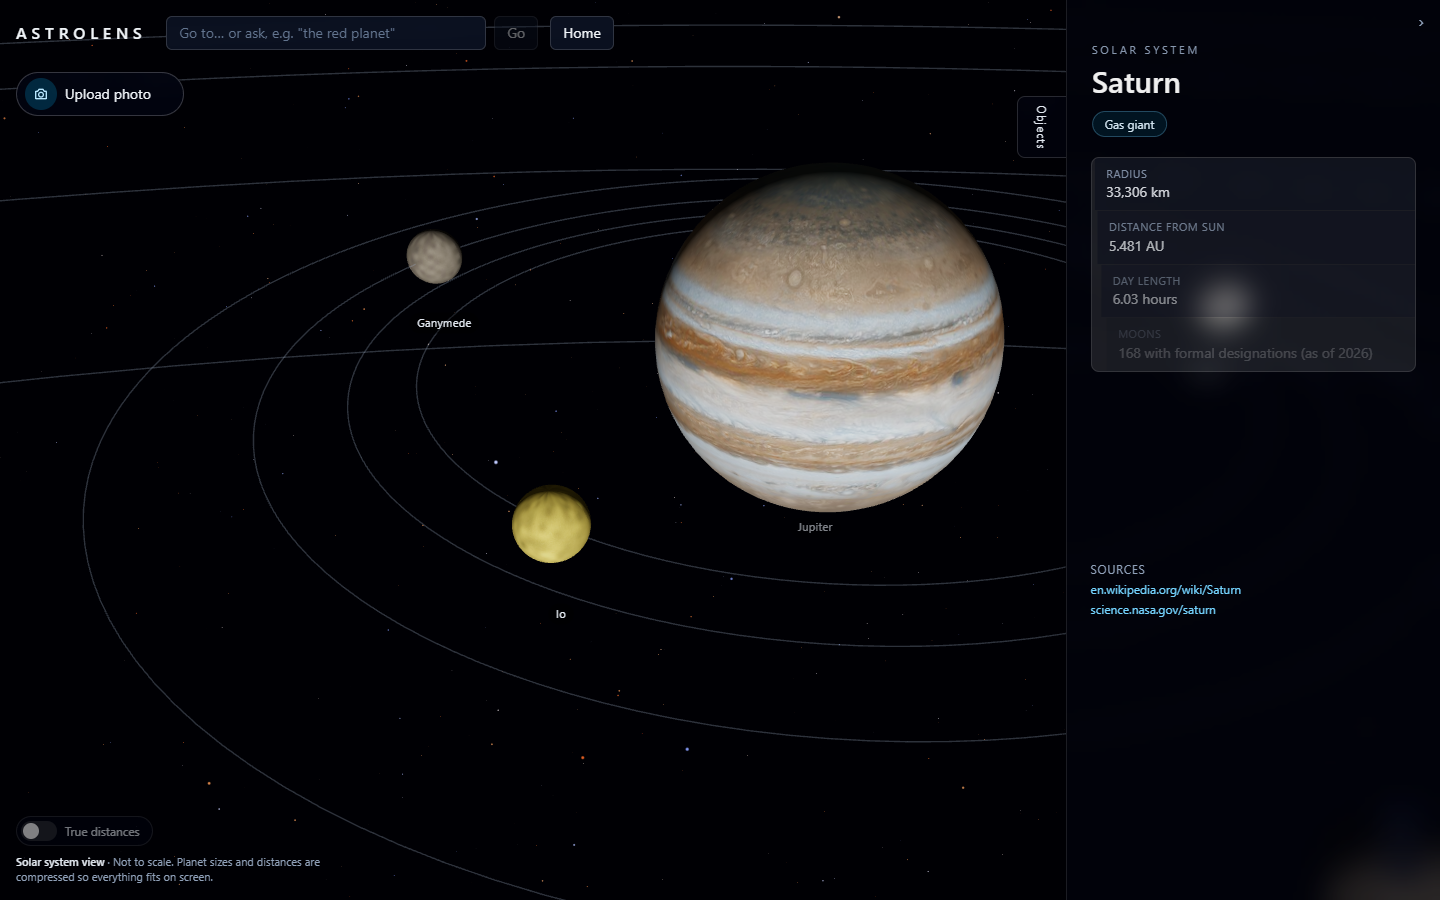 ASTROLENS
Go to... or ask, e.g. "the red planet"
Go
Home
Upload photo
Objects
Ganymede
Io
Jupiter
True distances
Solar system view · Not to scale. Planet sizes and distances are
compressed so everything fits on screen.
›
SOLAR SYSTEM
Saturn
Gas giant
RADIUS
33,306 km
DISTANCE FROM SUN
5.481 AU
DAY LENGTH
6.03 hours
MOONS
168 with formal designations (as of 2026)
SOURCES
en.wikipedia.org/wiki/Saturn
science.nasa.gov/saturn